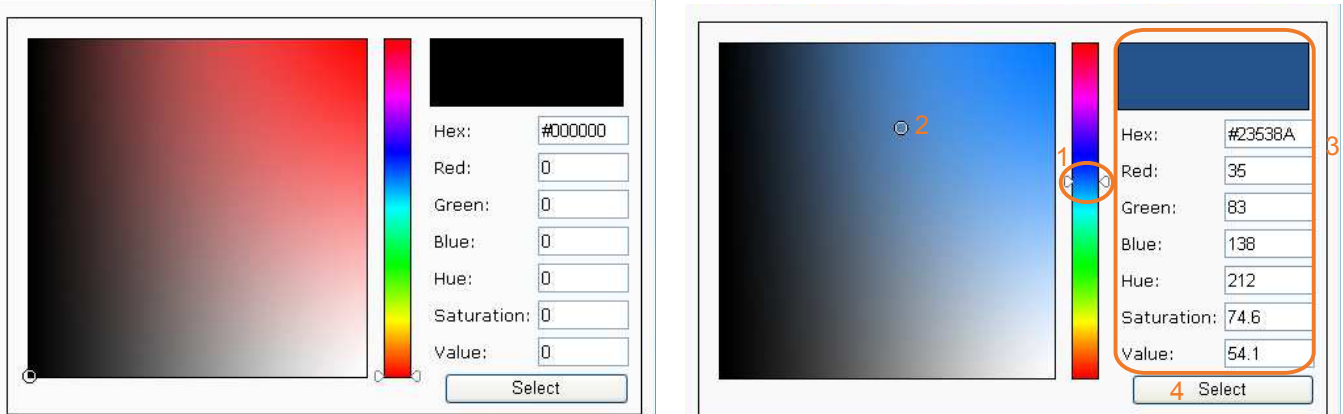 Hex: #000000
Red: 0
Green: 0
Blue: 0
Hue: 0
Saturation: 0
Value: 0
Select
2
1
3
Hex: #23538A
Red: 35
Green: 83
Blue: 138
Hue: 212
Saturation: 74.6
Value: 54.1
4 Select